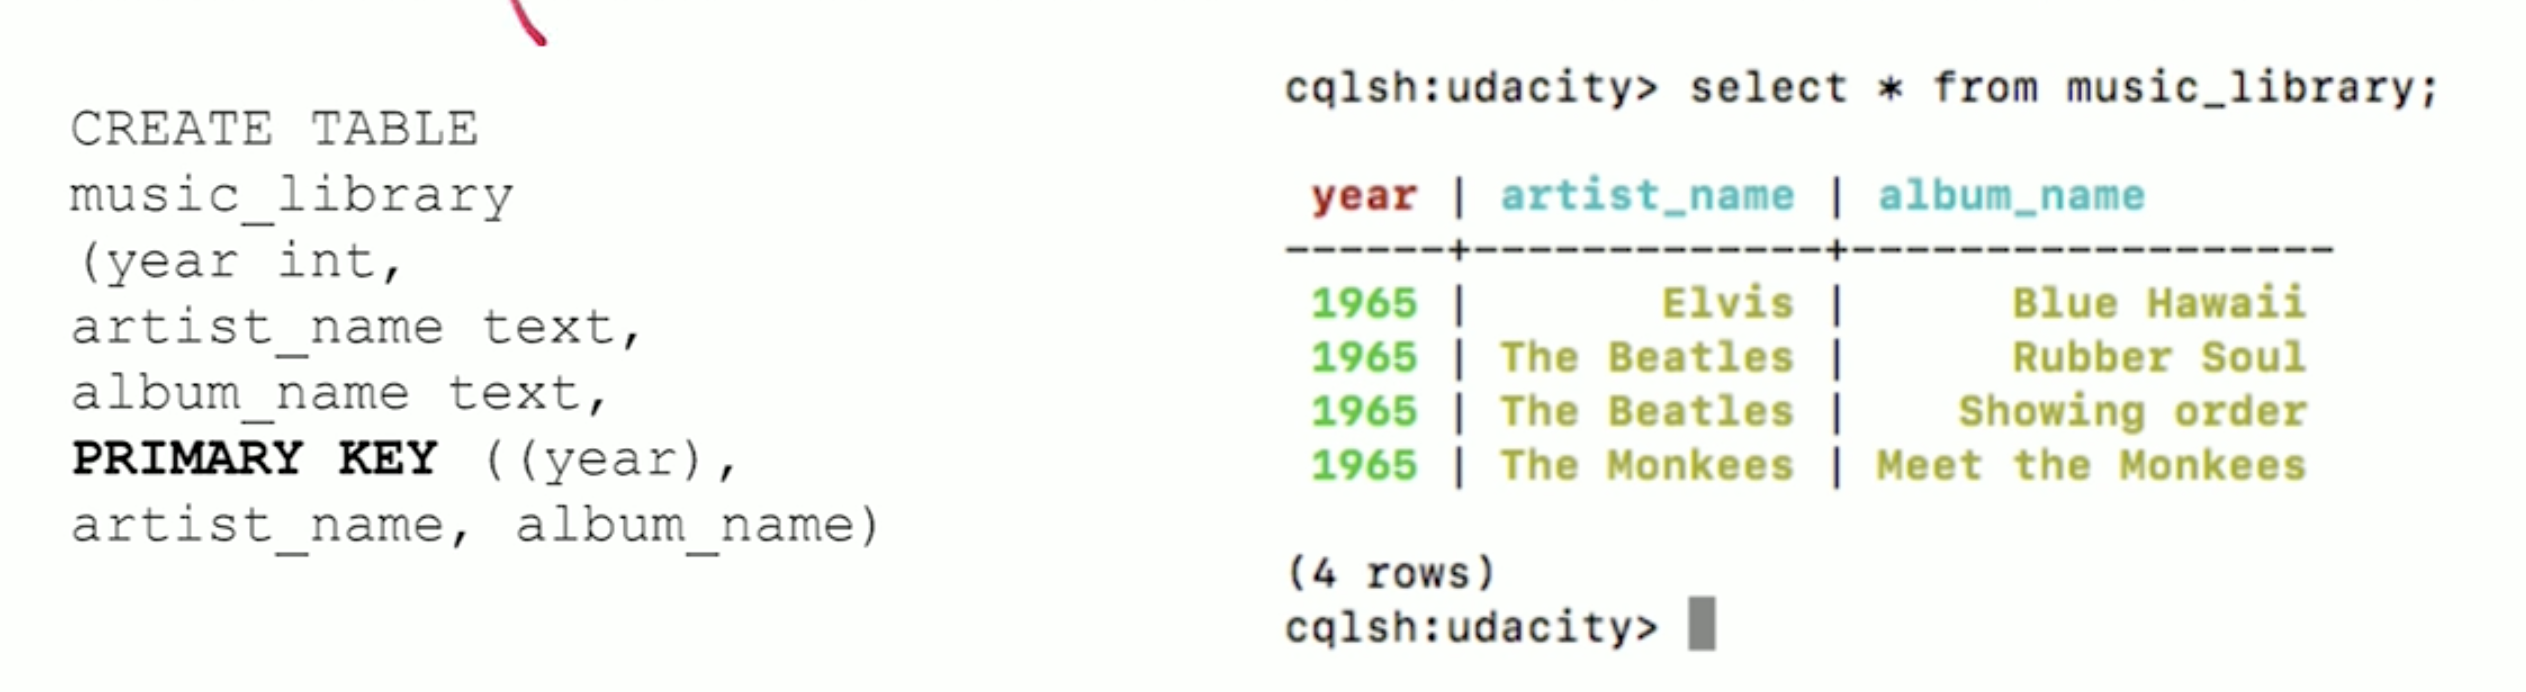 CREATE TABLE
music_library
(year int,
artist_name text,
album_name text,
PRIMARY KEY ((year),
artist_name, album_name)
cqlsh:udacity> select * from music_library;
year | artist_name | album_name
------+-------------+------------------
1965 | Elvis | Blue Hawaii
1965 | The Beatles | Rubber Soul
1965 | The Beatles | Showing order
1965 | The Monkees | Meet the Monkees
(4 rows)
cqlsh:udacity>